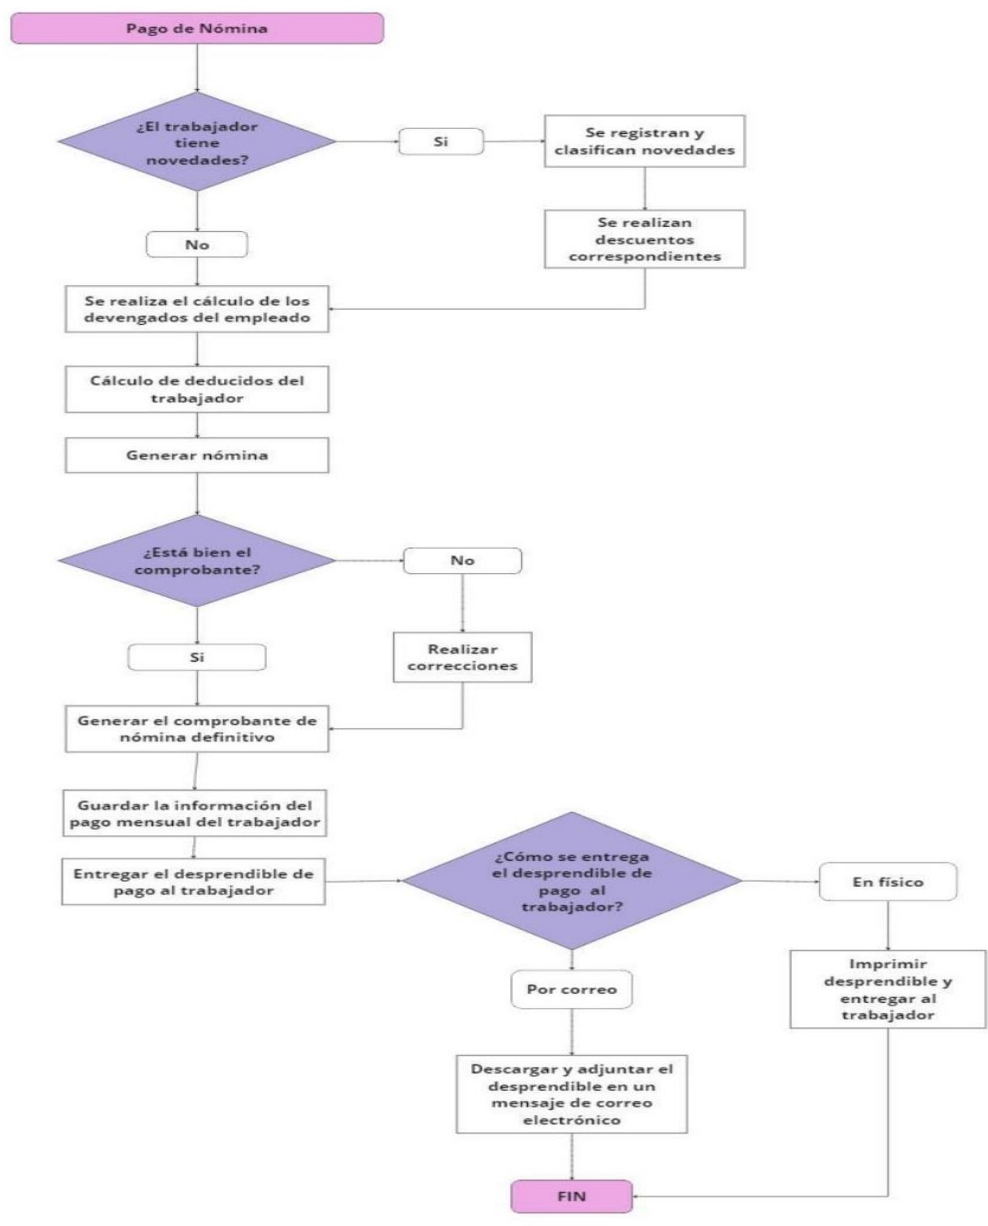 Pago de Nómina
¿El trabajador
tiene
novedades?
Si
Se registran y
clasifican novedades
Se realizan
descuentos
correspondientes
No
Se realiza el cálculo de los
devengados del empleado
Cálculo de deducidos del
trabajador
Generar nómina
¿Está bien el
comprobante?
No
Realizar
correcciones
Si
Generar el comprobante de
nómina definitivo
Guardar la información del
pago mensual del trabajador
Entregar el desprendible de
pago al trabajador
¿Cómo se entrega
el desprendible de
pago al
trabajador?
En físico
Imprimir
desprendible y
entregar al
trabajador
Por correo
Descargar y adjuntar el
desprendible en un
mensaje de correo
electrónico
FIN